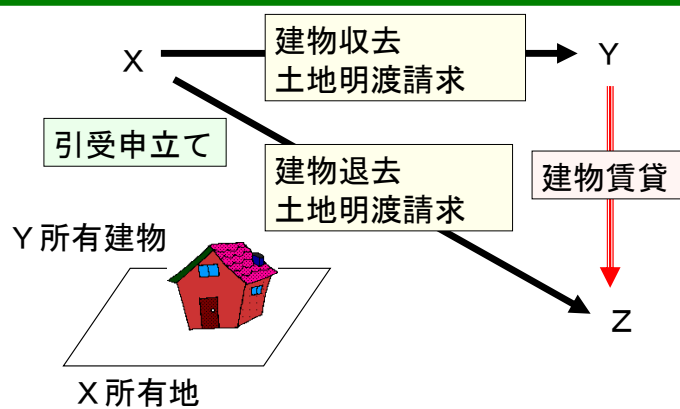 X
建物収去
土地明渡請求
Y
引受申立て
建物退去
土地明渡請求
建物賃貸
Y所有建物
Z
X所有地